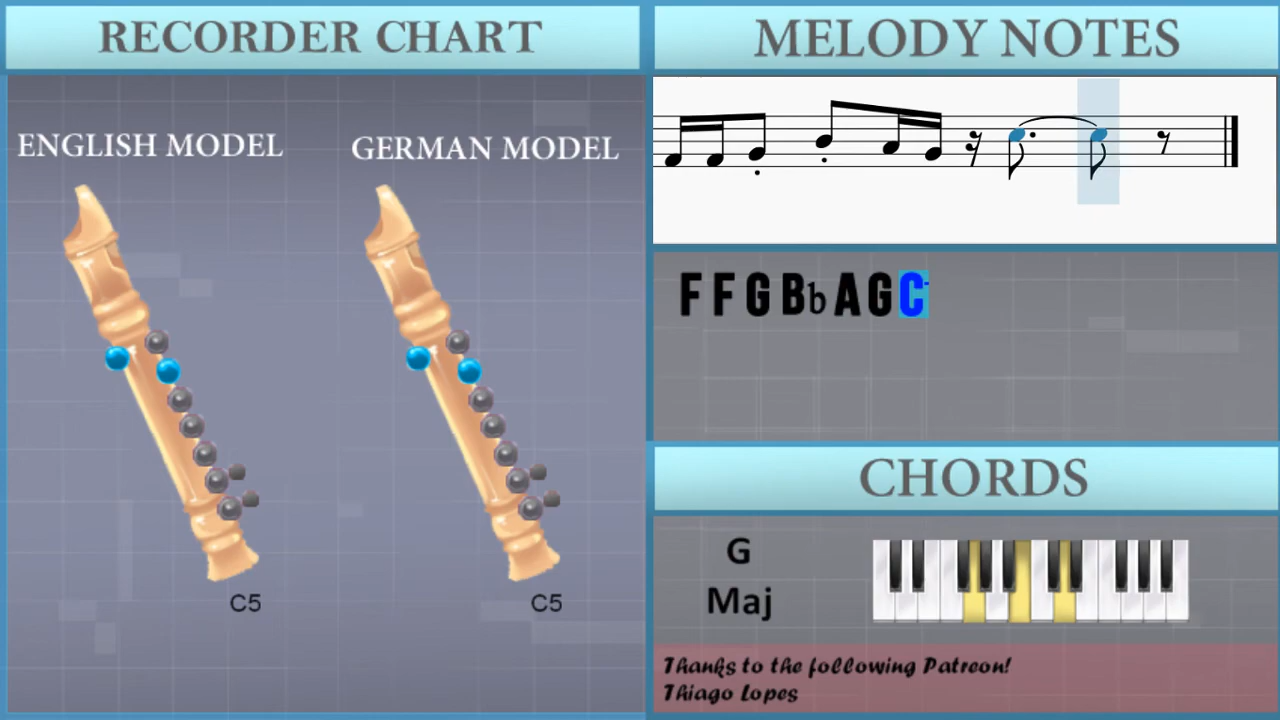 RECORDER CHART
ENGLISH MODEL
GERMAN MODEL
C5
C5
MELODY NOTES
F F G Bb A G C
CHORDS
G
Maj
Thanks to the following Patreon!
Thiago Lopes